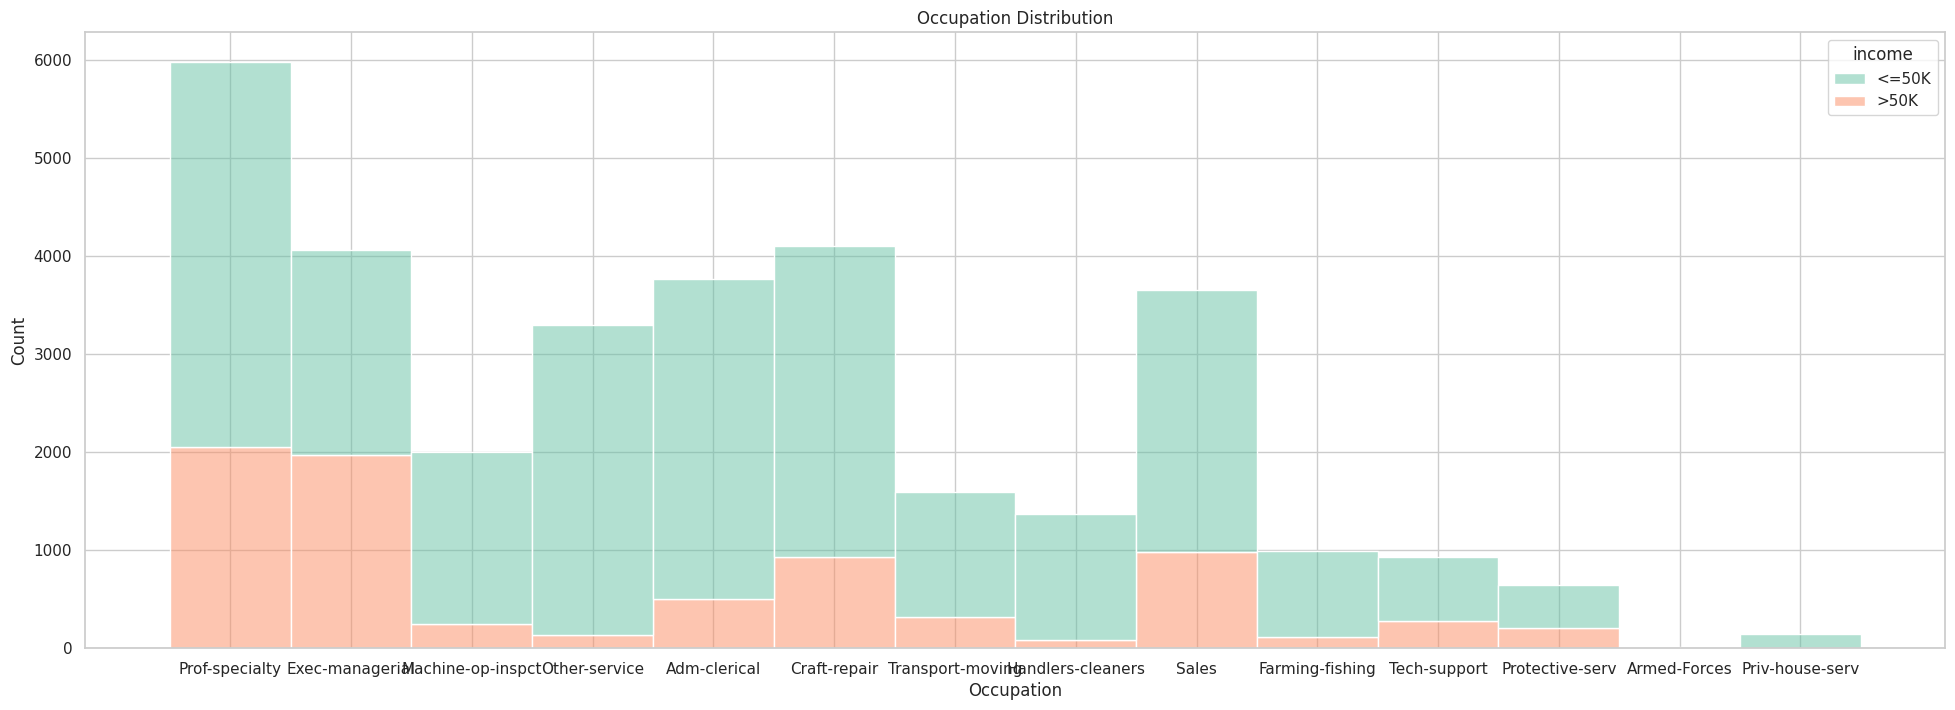 Occupation Distribution
income
<=50K
>50K
6000
5000
4000
3000
2000
1000
0
Count
Prof-specialty Exec-managerial Machine-op-inspct Other-service Adm-clerical Craft-repair Transport-moving Handlers-cleaners Sales Farming-fishing Tech-support Protective-serv Armed-Forces Priv-house-serv
Occupation